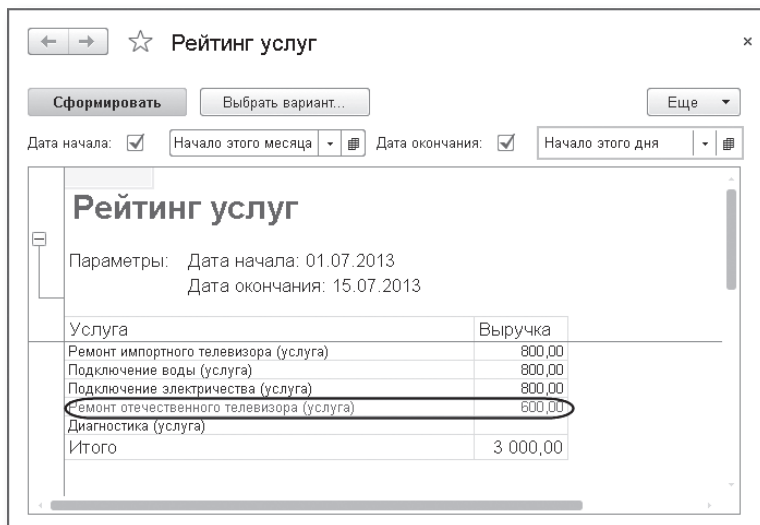 Рейтинг услуг
Сформировать Выбрать вариант... Еще
Дата начала: Начало этого месяца Дата окончания: Начало этого дня
Рейтинг услуг
Параметры: Дата начала: 01.07.2013
Дата окончания: 15.07.2013
Услуга Выручка
Ремонт импортного телевизора (услуга) 800,00
Подключение воды (услуга) 800,00
Подключение электричества (услуга) 800,00
Ремонт отечественного телевизора (услуга) 600,00
Диагностика (услуга)
Итого 3 000,00